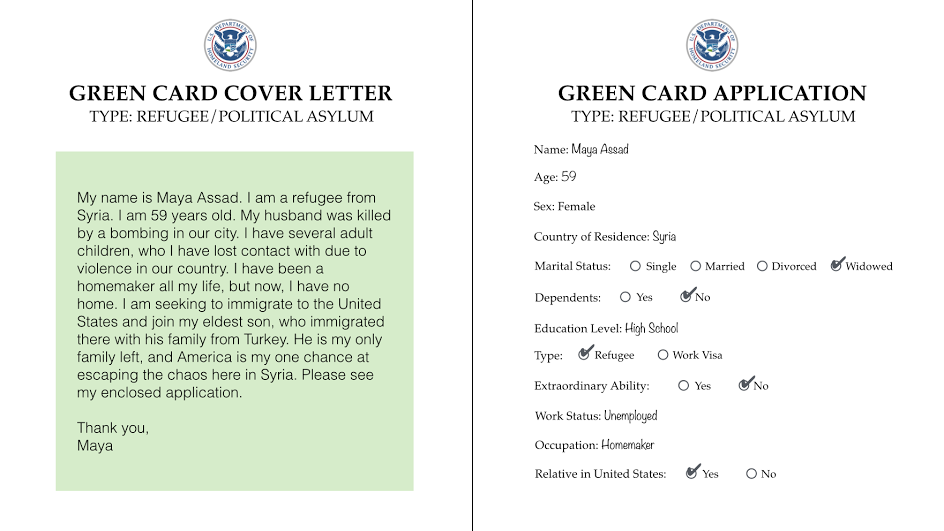 U.S. DEPARTMENT OF HOMELAND SECURITY
GREEN CARD COVER LETTER
TYPE: REFUGEE/POLITICAL ASYLUM
My name is Maya Assad. I am a refugee from
Syria. I am 59 years old. My husband was killed
by a bombing in our city. I have several adult
children, who I have lost contact with due to
violence in our country. I have been a
homemaker all my life, but now, I have no
home. I am seeking to immigrate to the United
States and join my eldest son, who immigrated
there with his family from Turkey. He is my only
family left, and America is my one chance at
escaping the chaos here in Syria. Please see
my enclosed application.
Thank you,
Maya
U.S. DEPARTMENT OF HOMELAND SECURITY
GREEN CARD APPLICATION
TYPE: REFUGEE/POLITICAL ASYLUM
Name: Maya Assad
Age: 59
Sex: Female
Country of Residence: Syria
Marital Status: Single Married Divorced Widowed
Dependents: Yes No
Education Level: High School
Type: Refugee Work Visa
Extraordinary Ability: Yes No
Work Status: Unemployed
Occupation: Homemaker
Relative in United States: Yes No